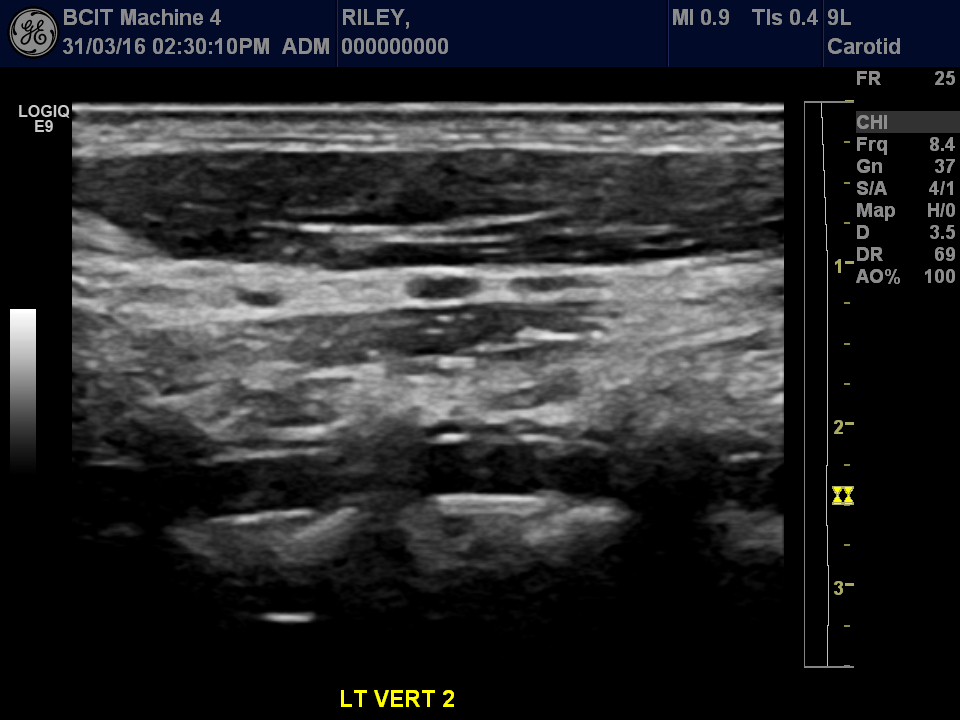 GE
BCIT Machine 4
31/03/16 02:30:10PM ADM
RILEY,
000000000
MI 0.9 TIs 0.4
9L
Carotid
FR 25
LOGIQ
E9
CHI
Frq 8.4
Gn 37
S/A 4/1
Map H/0
D 3.5
DR 69
AO% 100
1
2
3
LT VERT 2